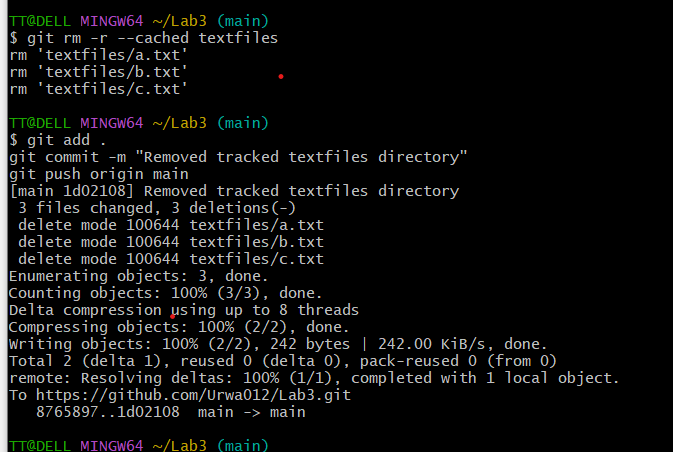 TT@DELL MINGW64 ~/Lab3 (main)
$ git rm -r --cached textfiles
rm 'textfiles/a.txt'
rm 'textfiles/b.txt'
rm 'textfiles/c.txt'
TT@DELL MINGW64 ~/Lab3 (main)
$ git add .
git commit -m "Removed tracked textfiles directory"
git push origin main
[main 1d02108] Removed tracked textfiles directory
 3 files changed, 3 deletions(-)
 delete mode 100644 textfiles/a.txt
 delete mode 100644 textfiles/b.txt
 delete mode 100644 textfiles/c.txt
Enumerating objects: 3, done.
Counting objects: 100% (3/3), done.
Delta compression using up to 8 threads
Compressing objects: 100% (2/2), done.
Writing objects: 100% (2/2), 242 bytes | 242.00 KiB/s, done.
Total 2 (delta 1), reused 0 (delta 0), pack-reused 0 (from 0)
remote: Resolving deltas: 100% (1/1), completed with 1 local object.
To https://github.com/Urwa012/Lab3.git
   8765897..1d02108  main -> main
TT@DELL MINGW64 ~/Lab3 (main)